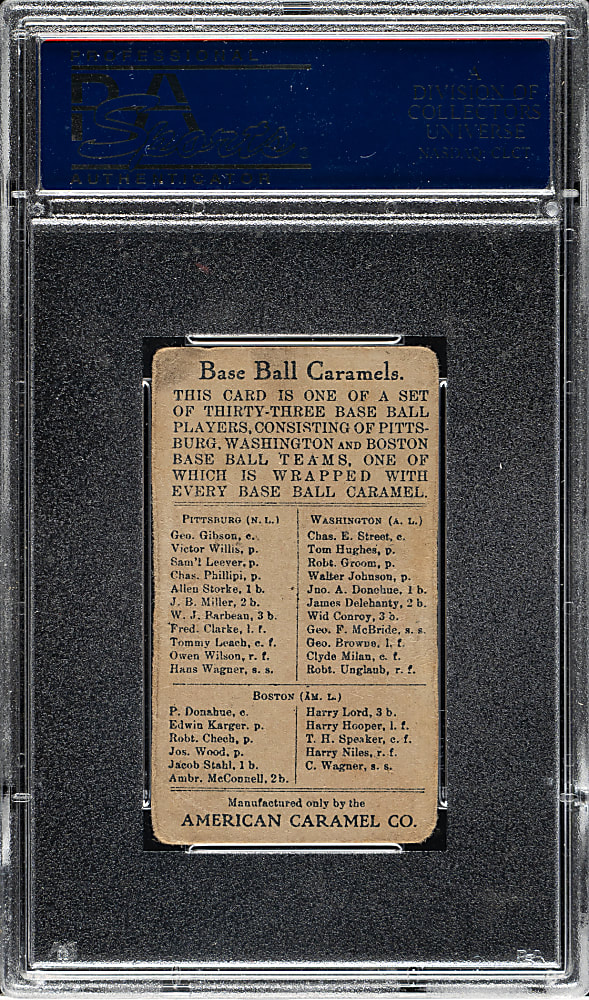 PROFESSIONAL
PSA
Sports
AUTHENTICATOR
A
DIVISION OF
COLLECTORS
UNIVERSE
NASDAQ: CLCT
Base Ball Caramels.
THIS CARD IS ONE OF A SET
OF THIRTY-THREE BASE BALL
PLAYERS, CONSISTING OF PITTS-
BURG, WASHINGTON AND BOSTON
BASE BALL TEAMS, ONE OF
WHICH IS WRAPPED WITH
EVERY BASE BALL CARAMEL.
PITTSBURG (N. L.)
Geo. Gibson, c.
Victor Willis, p.
Sam'l Leever, p.
Chas. Phillipi, p.
Allen Storke, 1 b.
J. B. Miller, 2 b.
W. J. Barbean, 3 b.
Fred. Clarke, l. f.
Tommy Leach, c. f.
Owen Wilson, r. f.
Hans Wagner, s. s.
WASHINGTON (A. L.)
Chas. E. Street, c.
Tom Hughes, p.
Robt. Groom, p.
Walter Johnson, p.
Jno. A. Donohue, 1 b.
James Delehanty, 2 b.
Wid Conroy, 3 b.
Geo. F. McBride, s. s.
Geo. Browne, l. f.
Clyde Milan, c. f.
Robt. Unglaub, r. f.
BOSTON (AM. L.)
P. Donahue, c.
Edwin Karger, p.
Robt. Chech, p.
Jos. Wood, p.
Jacob Stahl, 1 b.
Ambr. McConnell, 2 b.
Harry Lord, 3 b.
Harry Hooper, l. f.
T. H. Speaker, c. f.
Harry Niles, r. f.
C. Wagner, s. s.
Manufactured only by the
AMERICAN CARAMEL CO.
PSA